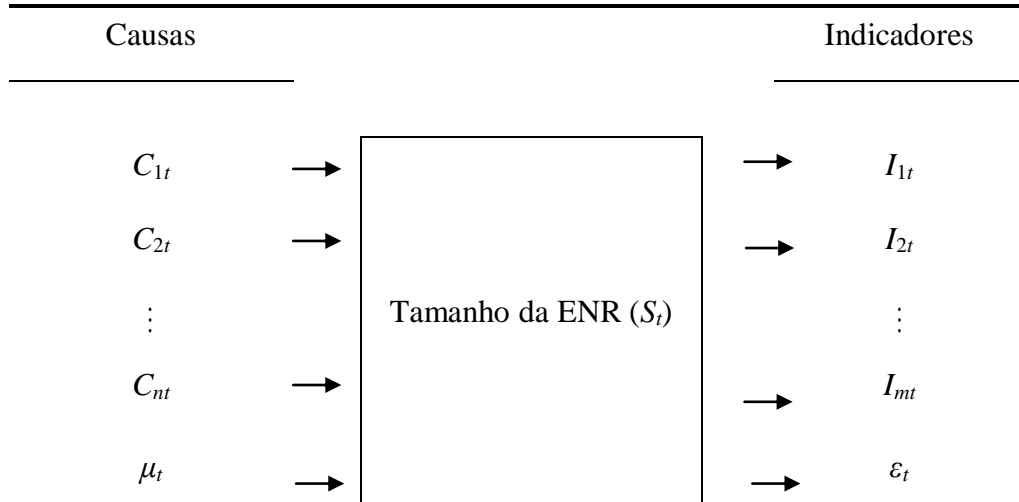 Causas Indicadores
C1t I1t
C2t I2t
⋮ Tamanho da ENR (St) ⋮
Cnt Imt
μt εt